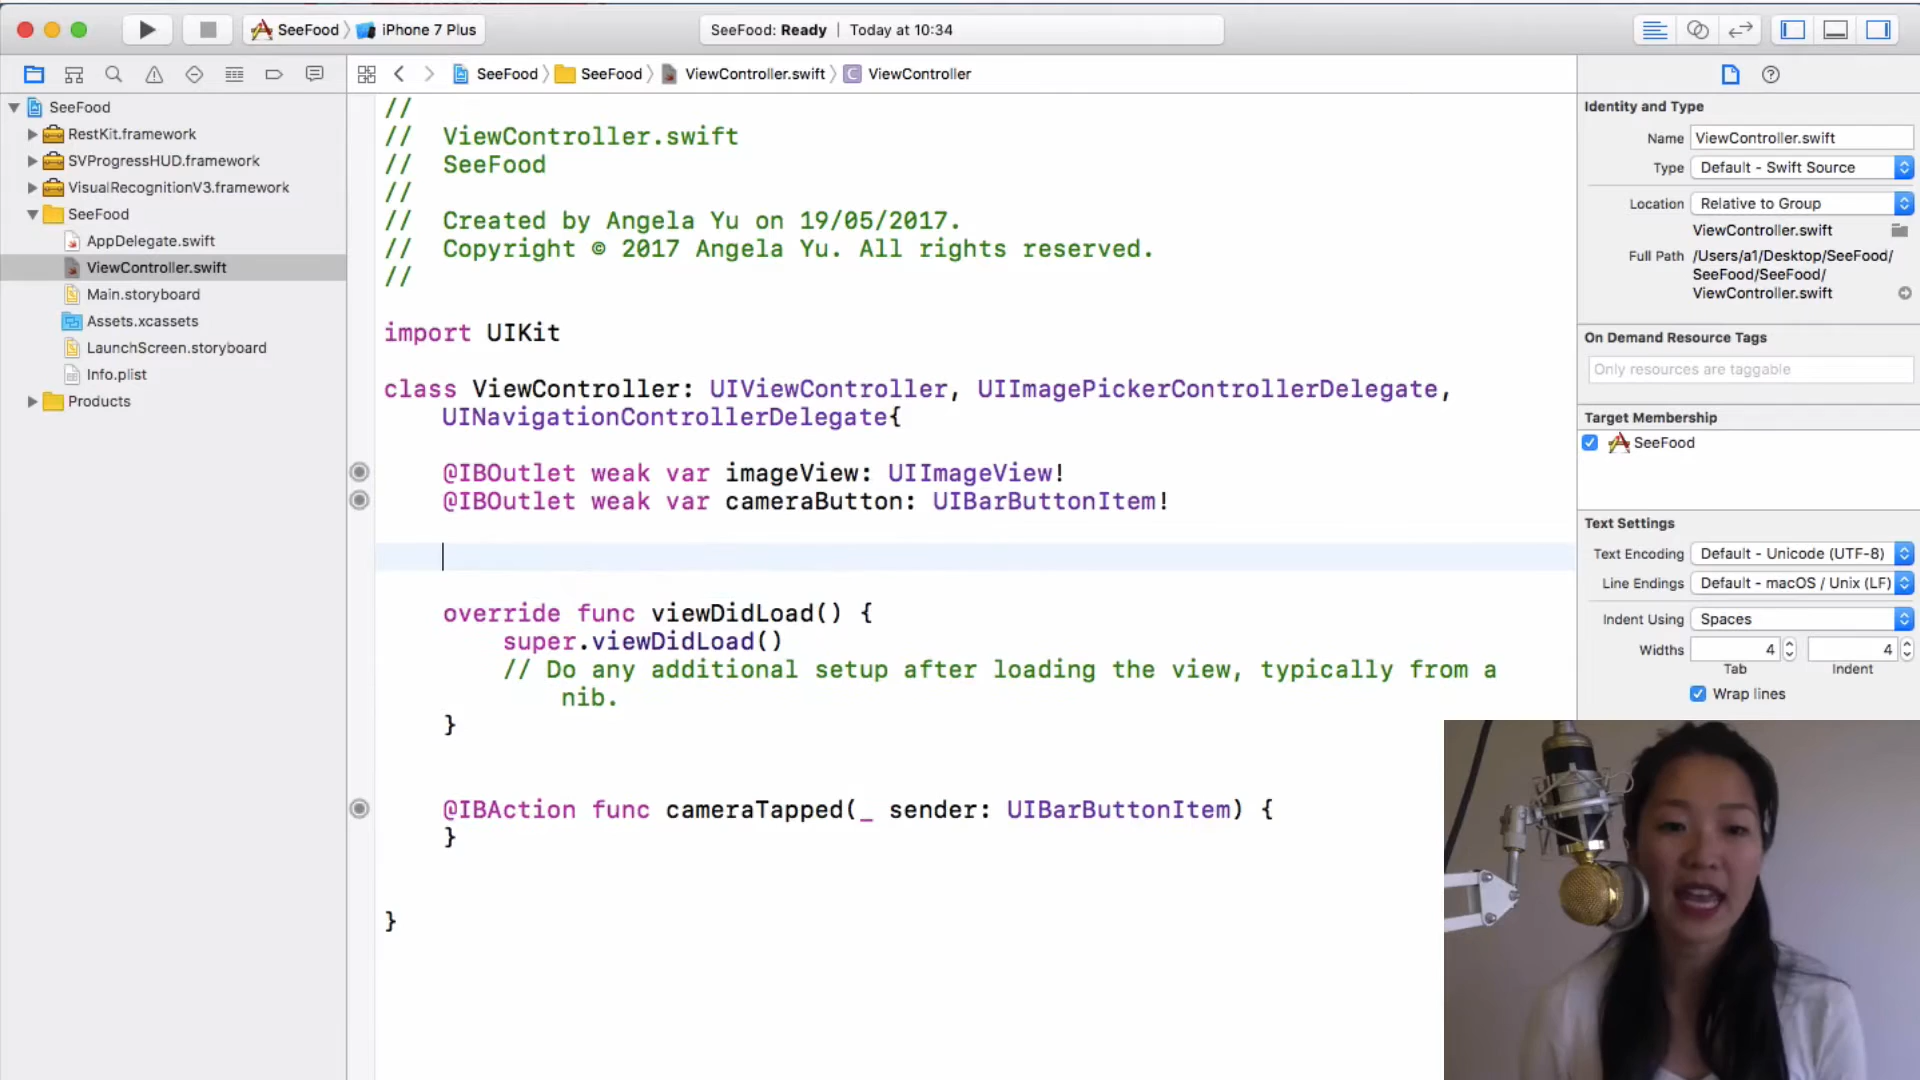 SeeFood
iPhone 7 Plus
SeeFood: Ready | Today at 10:34
SeeFood
SeeFood
ViewController.swift
ViewController
SeeFood
RestKit.framework
SVProgressHUD.framework
VisualRecognitionV3.framework
SeeFood
AppDelegate.swift
ViewController.swift
Main.storyboard
Assets.xcassets
LaunchScreen.storyboard
Info.plist
Products
//
// ViewController.swift
// SeeFood
//
// Created by Angela Yu on 19/05/2017.
// Copyright © 2017 Angela Yu. All rights reserved.
//
import UIKit
class ViewController: UIViewController, UIImagePickerControllerDelegate,
UINavigationControllerDelegate{
@IBOutlet weak var imageView: UIImageView!
@IBOutlet weak var cameraButton: UIBarButtonItem!
override func viewDidLoad() {
super.viewDidLoad()
// Do any additional setup after loading the view, typically from a
nib.
}
@IBAction func cameraTapped(_ sender: UIBarButtonItem) {
}
}
Identity and Type
Name ViewController.swift
Type Default - Swift Source
Location Relative to Group
ViewController.swift
Full Path /Users/a1/Desktop/SeeFood/
SeeFood/SeeFood/
ViewController.swift
On Demand Resource Tags
Only resources are taggable
Target Membership
SeeFood
Text Settings
Text Encoding Default - Unicode (UTF-8)
Line Endings Default - macOS / Unix (LF)
Indent Using Spaces
Widths 4 4
Tab Indent
Wrap lines